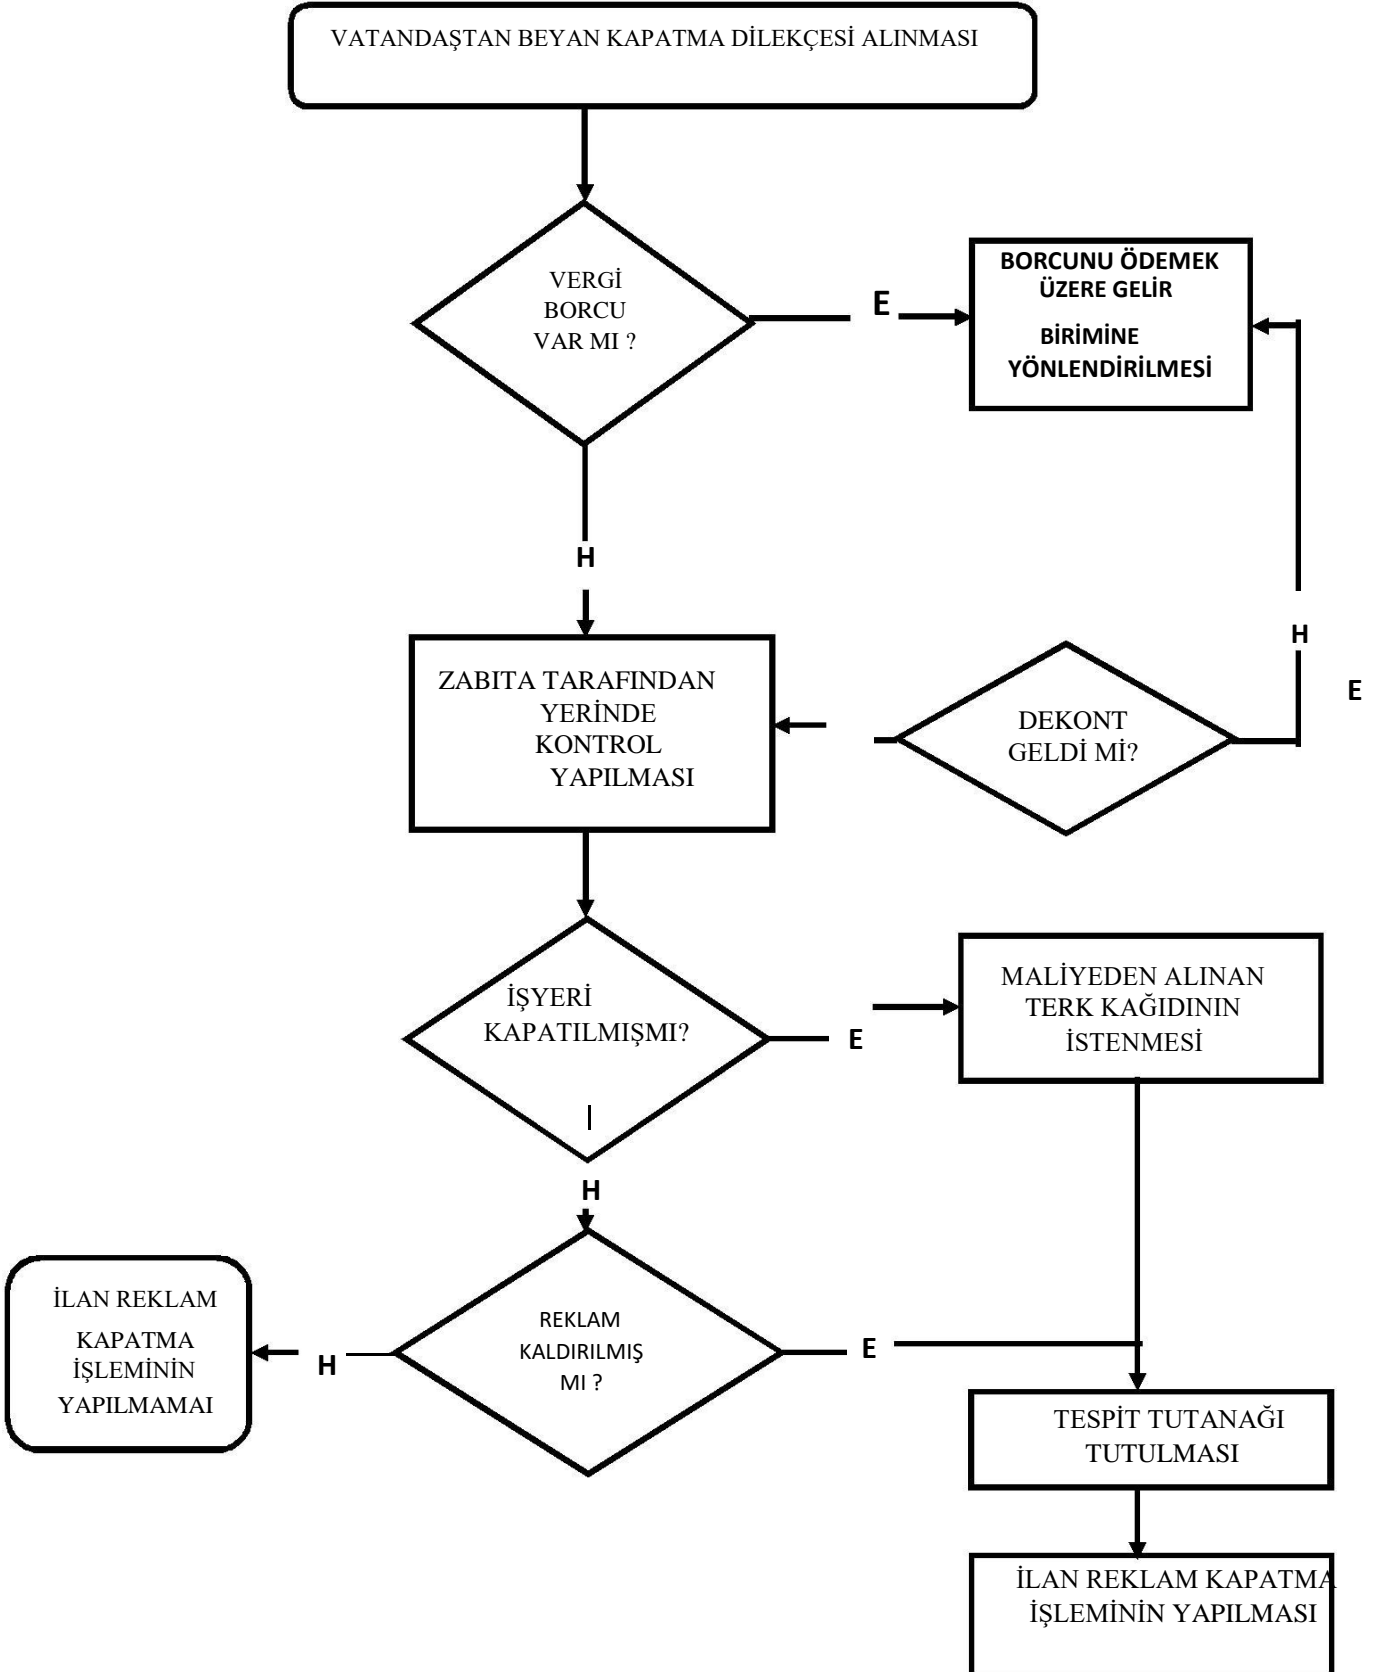 VATANDAŞTAN BEYAN KAPATMA DİLEKÇESİ ALINMASI
VERGİ
BORCU
VAR MI ?
E
BORCUNU ÖDEMEK
ÜZERE GELİR
BİRİMİNE
YÖNLENDİRİLMESİ
H
H
E
ZABITA TARAFINDAN
YERİNDE
KONTROL
YAPILMASI
DEKONT
GELDİ Mİ?
İŞYERİ
KAPATILMIŞMI?
E
MALİYEDEN ALINAN
TERK KAĞIDININ
İSTENMESİ
H
İLAN REKLAM
KAPATMA
İŞLEMİNİN
YAPILMAMAI
H
REKLAM
KALDIRILMIŞ
MI ?
E
TESPİT TUTANAĞI
TUTULMASI
İLAN REKLAM KAPATMA
İŞLEMİNİN YAPILMASI